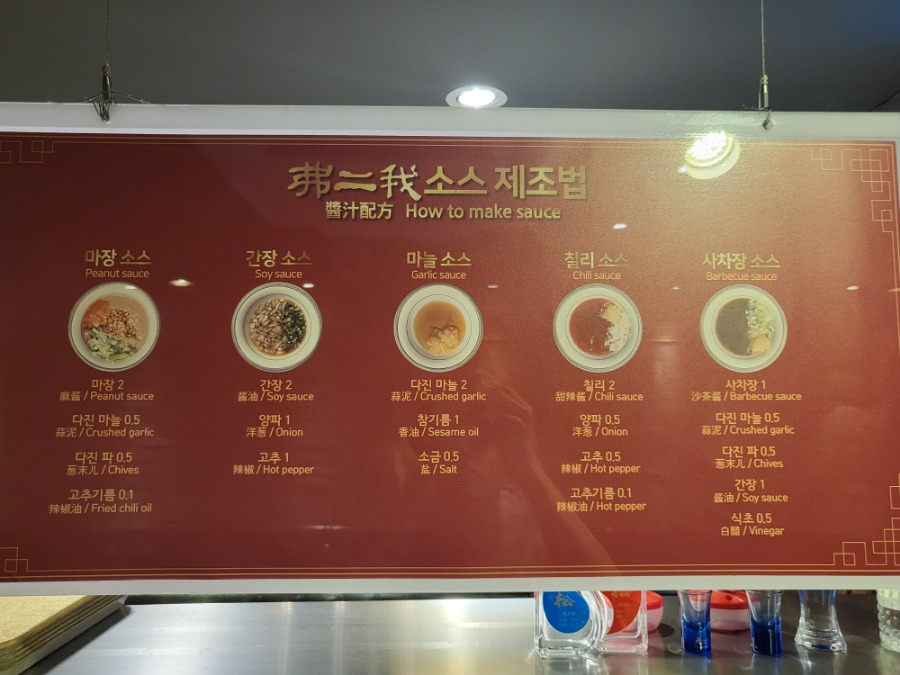 弗二我 소스 제조법
醬汁配方 How to make sauce
마장 소스
Peanut sauce
마장 2
麻酱 / Peanut sauce
다진 마늘 0.5
蒜泥 / Crushed garlic
다진 파 0.5
葱末儿 / Chives
고추기름 0.1
辣椒油 / Fried chili oil
간장 소스
Soy sauce
간장 2
酱油 / Soy sauce
양파 1
洋葱 / Onion
고추 1
辣椒 / Hot pepper
마늘 소스
Garlic sauce
다진 마늘 2
蒜泥 / Crushed garlic
참기름 1
香油 / Sesame oil
소금 0.5
盐 / Salt
칠리 소스
Chili sauce
칠리 2
甜辣酱 / Chili sauce
양파 0.5
洋葱 / Onion
고추 0.5
辣椒 / Hot pepper
고추기름 0.1
辣椒油 / Hot pepper
사차장 소스
Barbecue sauce
사차장 1
沙茶酱 / Barbecue sauce
다진 마늘 0.5
蒜泥 / Crushed garlic
다진 파 0.5
葱末儿 / Chives
간장 1
酱油 / Soy sauce
식초 0.5
白醋 / Vinegar
松